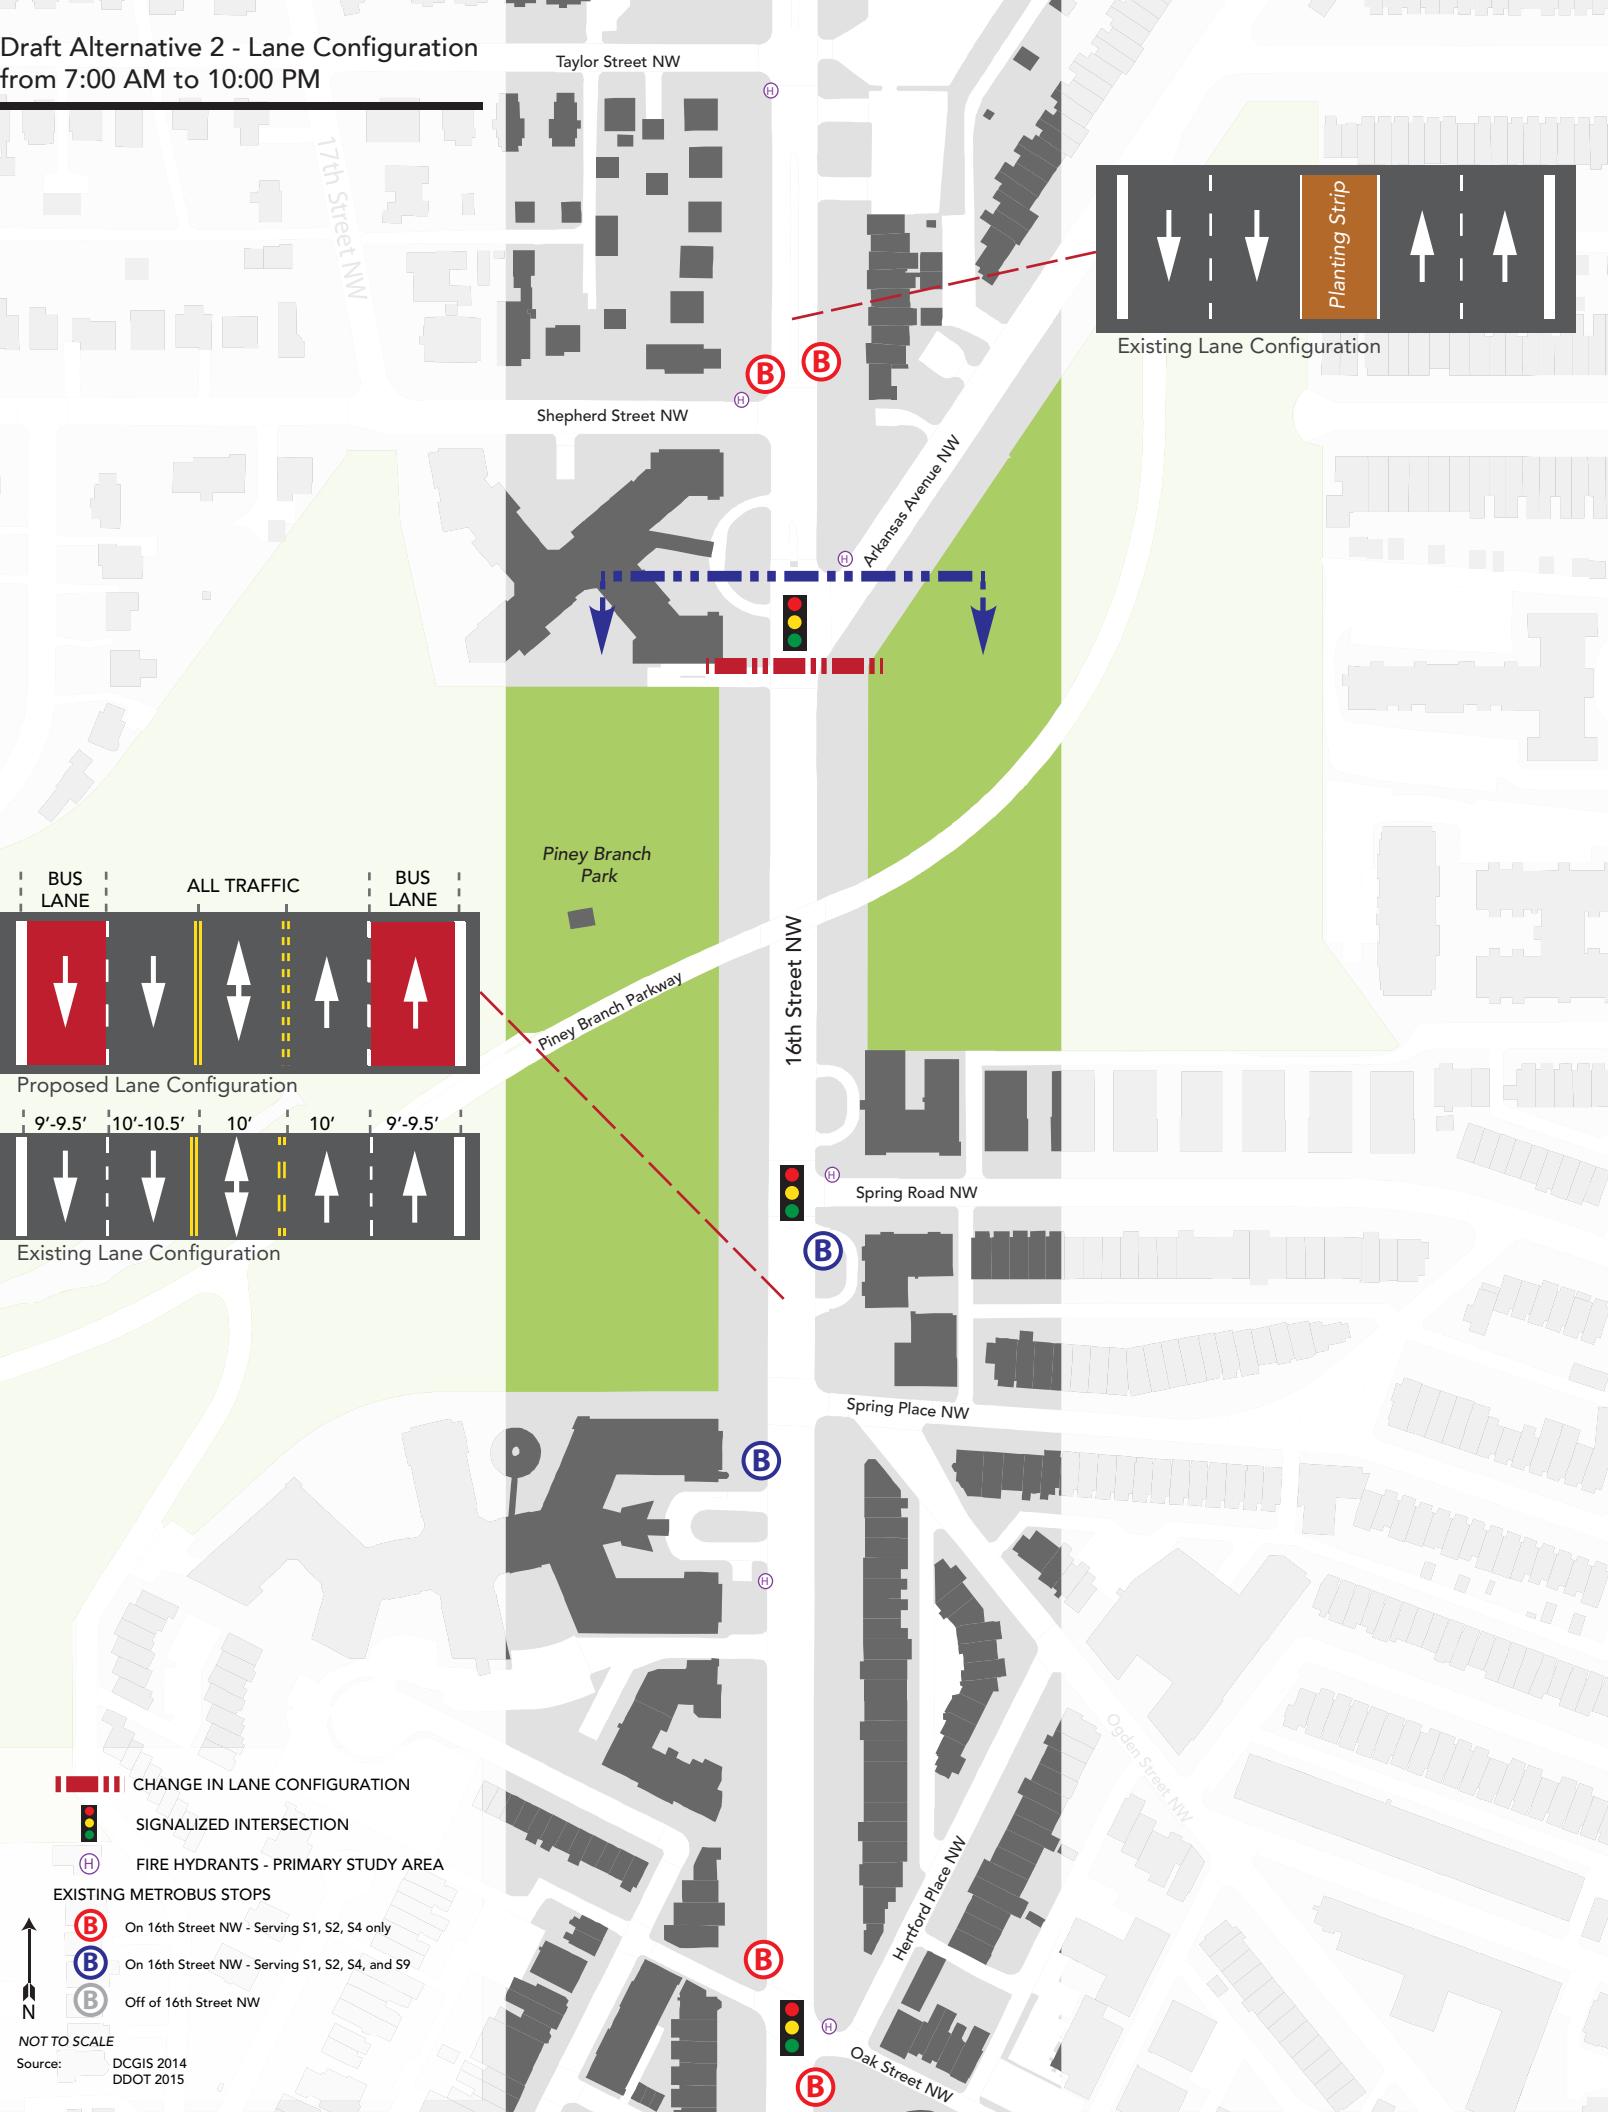 Draft Alternative 2 - Lane Configuration
from 7:00 AM to 10:00 PM
Taylor Street NW
H
17th Street NW
Planting Strip
Existing Lane Configuration
B
B
H
Shepherd Street NW
Arkansas Avenue NW
H
Piney Branch
Park
BUS
LANE
ALL TRAFFIC
BUS
LANE
Proposed Lane Configuration
16th Street NW
Piney Branch Parkway
9'-9.5'
10'-10.5'
10'
10'
9'-9.5'
Existing Lane Configuration
H
Spring Road NW
B
Spring Place NW
B
H
Ogden Street NW
Hertford Place NW
B
H
Oak Street NW
B
CHANGE IN LANE CONFIGURATION
SIGNALIZED INTERSECTION
H FIRE HYDRANTS - PRIMARY STUDY AREA
EXISTING METROBUS STOPS
B On 16th Street NW - Serving S1, S2, S4 only
B On 16th Street NW - Serving S1, S2, S4, and S9
B Off of 16th Street NW
N
NOT TO SCALE
Source: DCGIS 2014
DDOT 2015